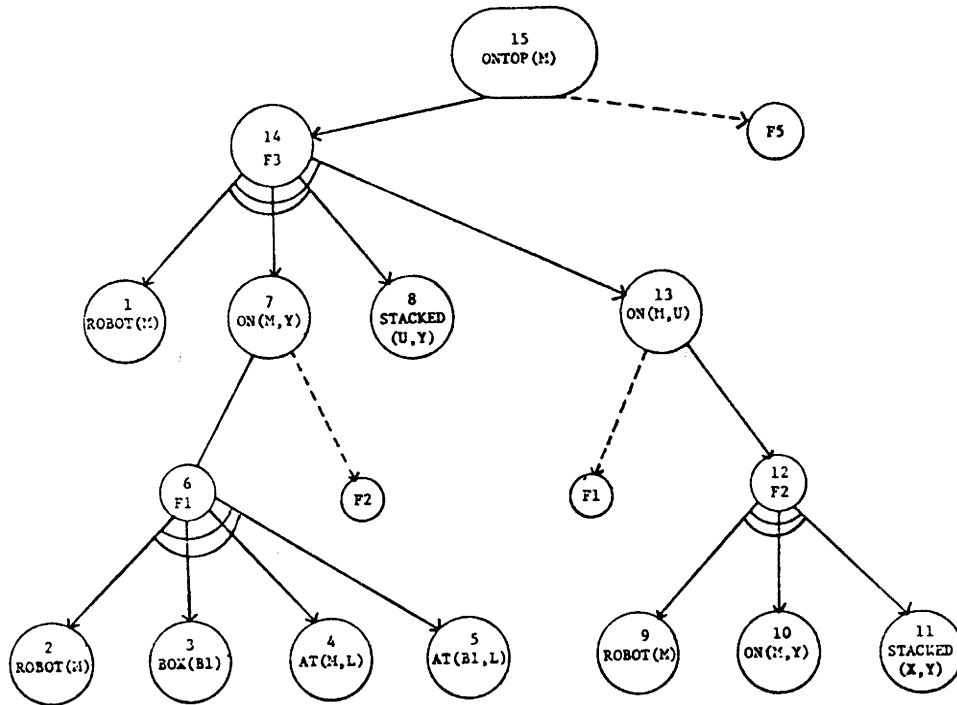 15
ONTOP(M)
14
F3
F5
1
ROBOT(M)
7
ON(M,Y)
8
STACKED
(U,Y)
13
ON(M,U)
6
F1
F2
F1
12
F2
2
ROBOT(M)
3
BOX(B1)
4
AT(M,L)
5
AT(B1,L)
9
ROBOT(M)
10
ON(M,Y)
11
STACKED
(X,Y)